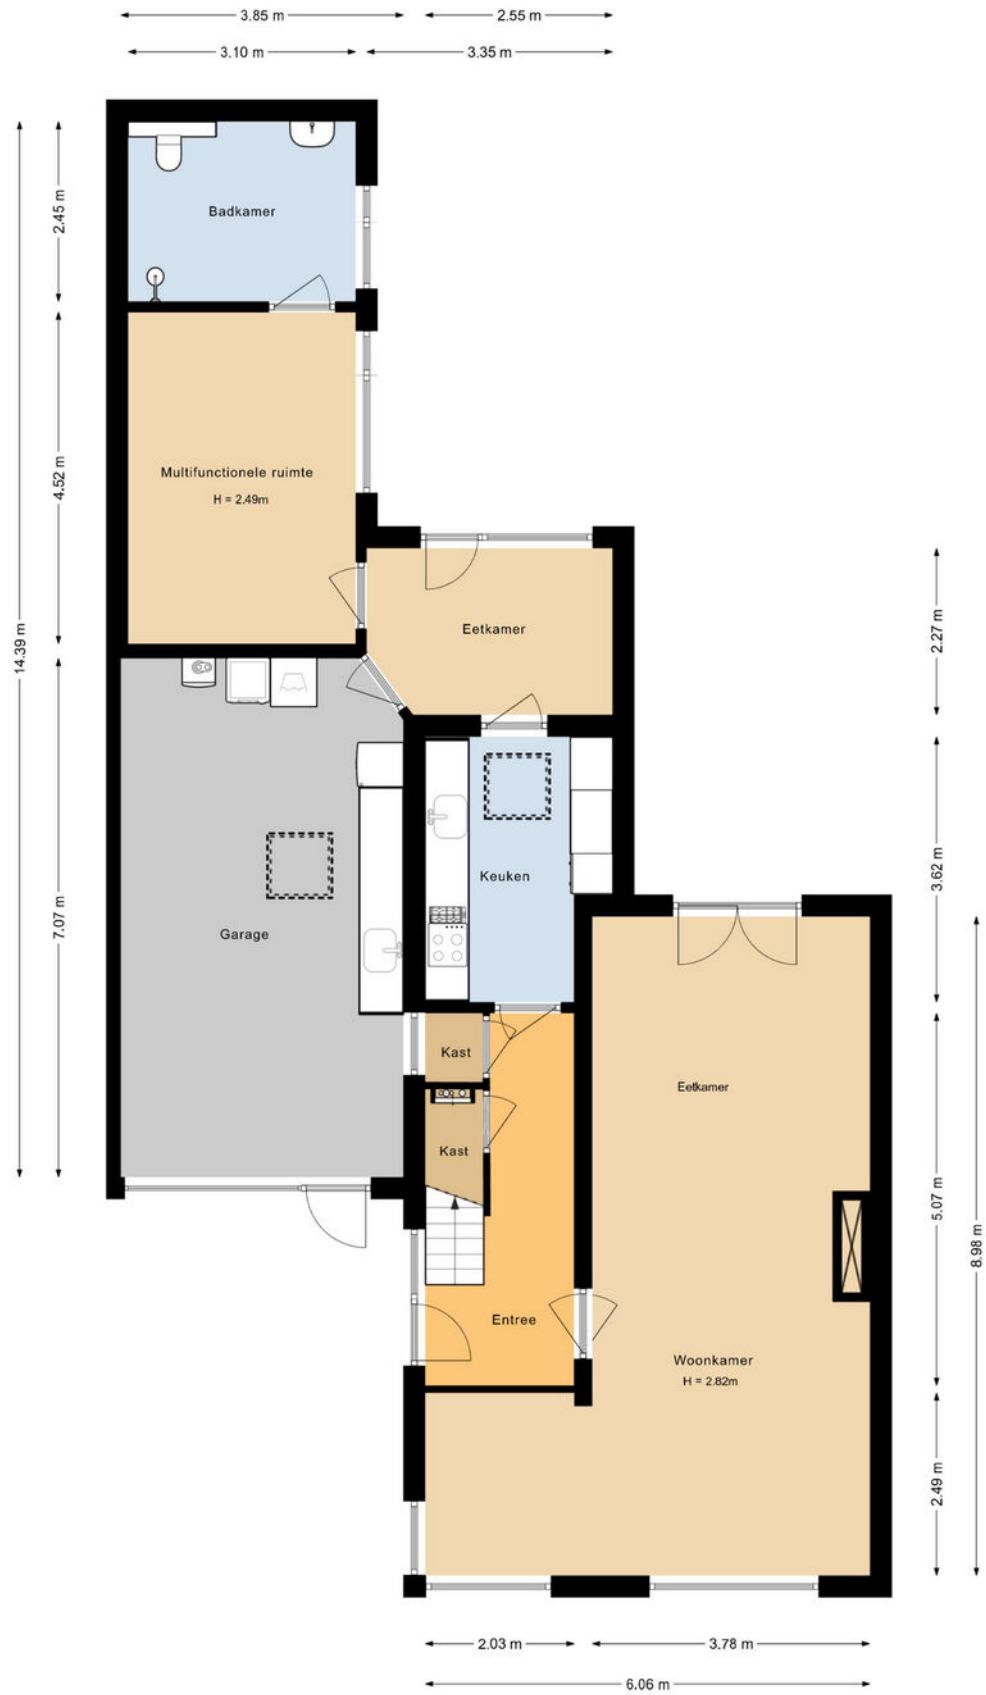 3.85 m
2.55 m
3.10 m
3.35 m
2.45 m
Badkamer
4.52 m
Multifunctionele ruimte
H = 2.49m
14.39 m
Eetkamer
2.27 m
7.07 m
Garage
Keuken
3.62 m
Kast
Kast
Eetkamer
5.07 m
8.98 m
Entree
Woonkamer
H = 2.82m
2.49 m
2.03 m
3.78 m
6.06 m